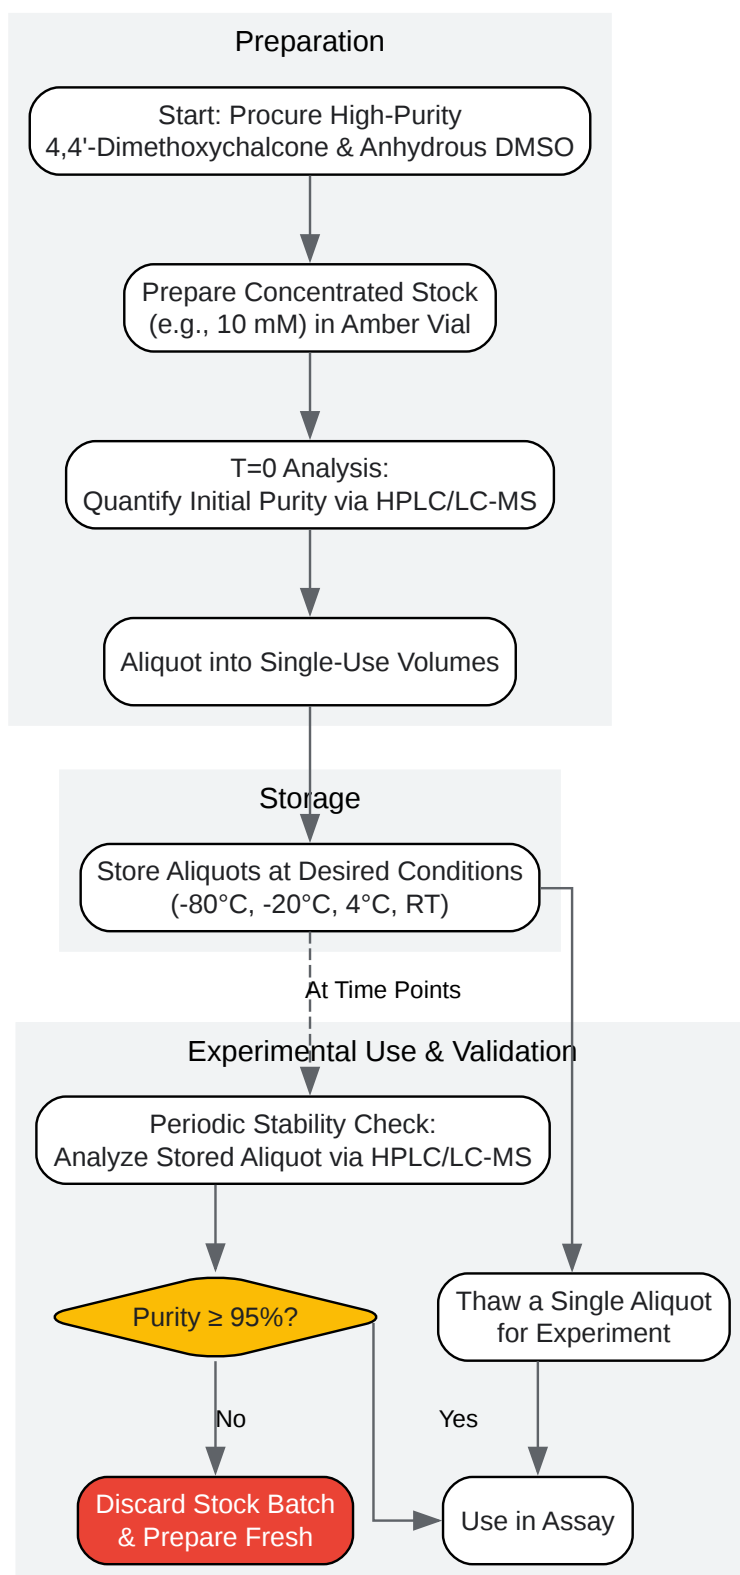 Preparation
Start: Procure High-Purity
4,4'-Dimethoxychalcone & Anhydrous DMSO
Prepare Concentrated Stock
(e.g., 10 mM) in Amber Vial
T=0 Analysis:
Quantify Initial Purity via HPLC/LC-MS
Aliquot into Single-Use Volumes
Storage
Store Aliquots at Desired Conditions
(-80°C, -20°C, 4°C, RT)
At Time Points
Experimental Use & Validation
Periodic Stability Check:
Analyze Stored Aliquot via HPLC/LC-MS
Purity ≥ 95%?
Thaw a Single Aliquot
for Experiment
No
Yes
Discard Stock Batch
& Prepare Fresh
Use in Assay